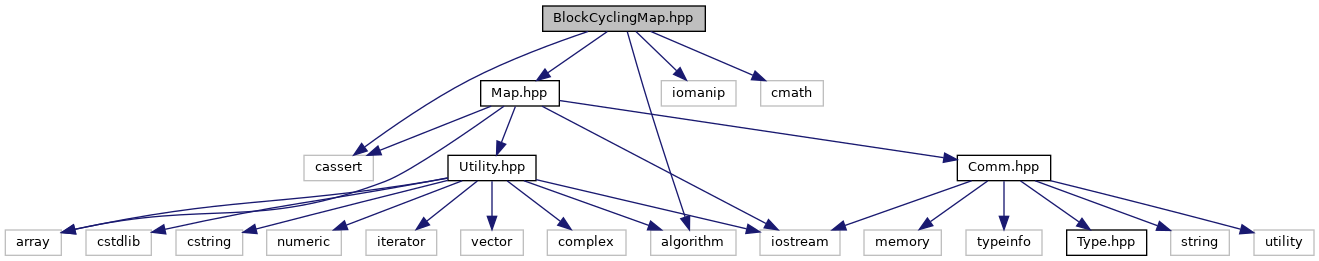 BlockCyclingMap.hpp
Map.hpp
iomanip
cmath
cassert
Utility.hpp
Comm.hpp
array
cstdlib
cstring
numeric
iterator
vector
complex
algorithm
iostream
memory
typeinfo
Type.hpp
string
utility